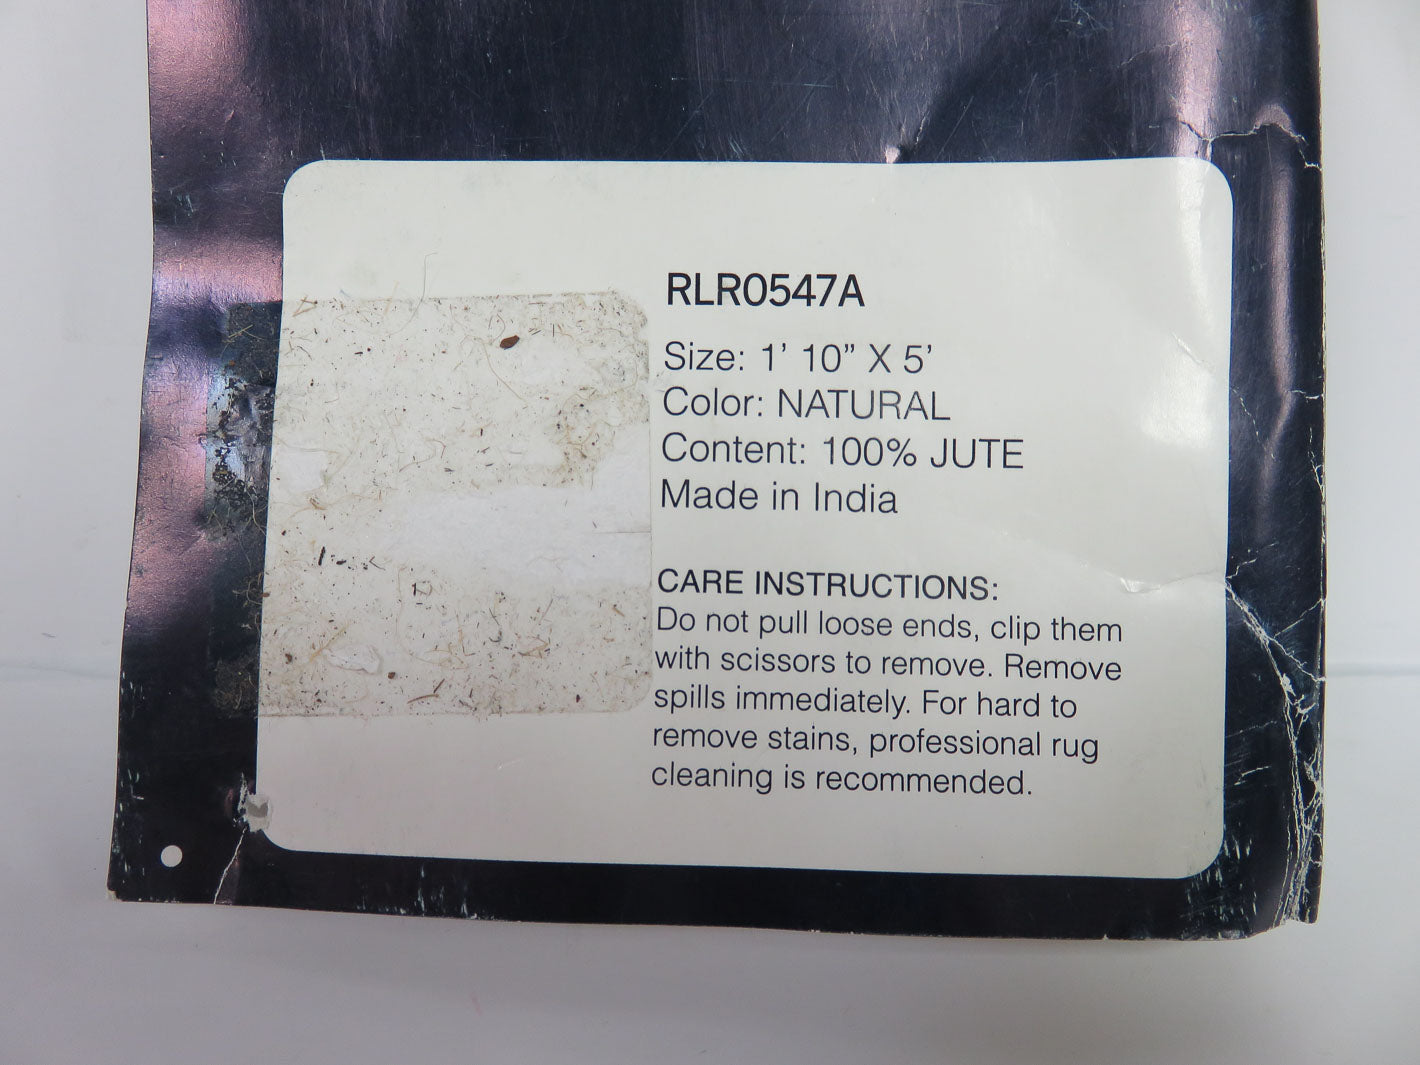 RLR0547A
Size: 1’ 10” X 5’
Color: NATURAL
Content: 100% JUTE
Made in India
CARE INSTRUCTIONS:
Do not pull loose ends, clip them
with scissors to remove. Remove
spills immediately. For hard to
remove stains, professional rug
cleaning is recommended.